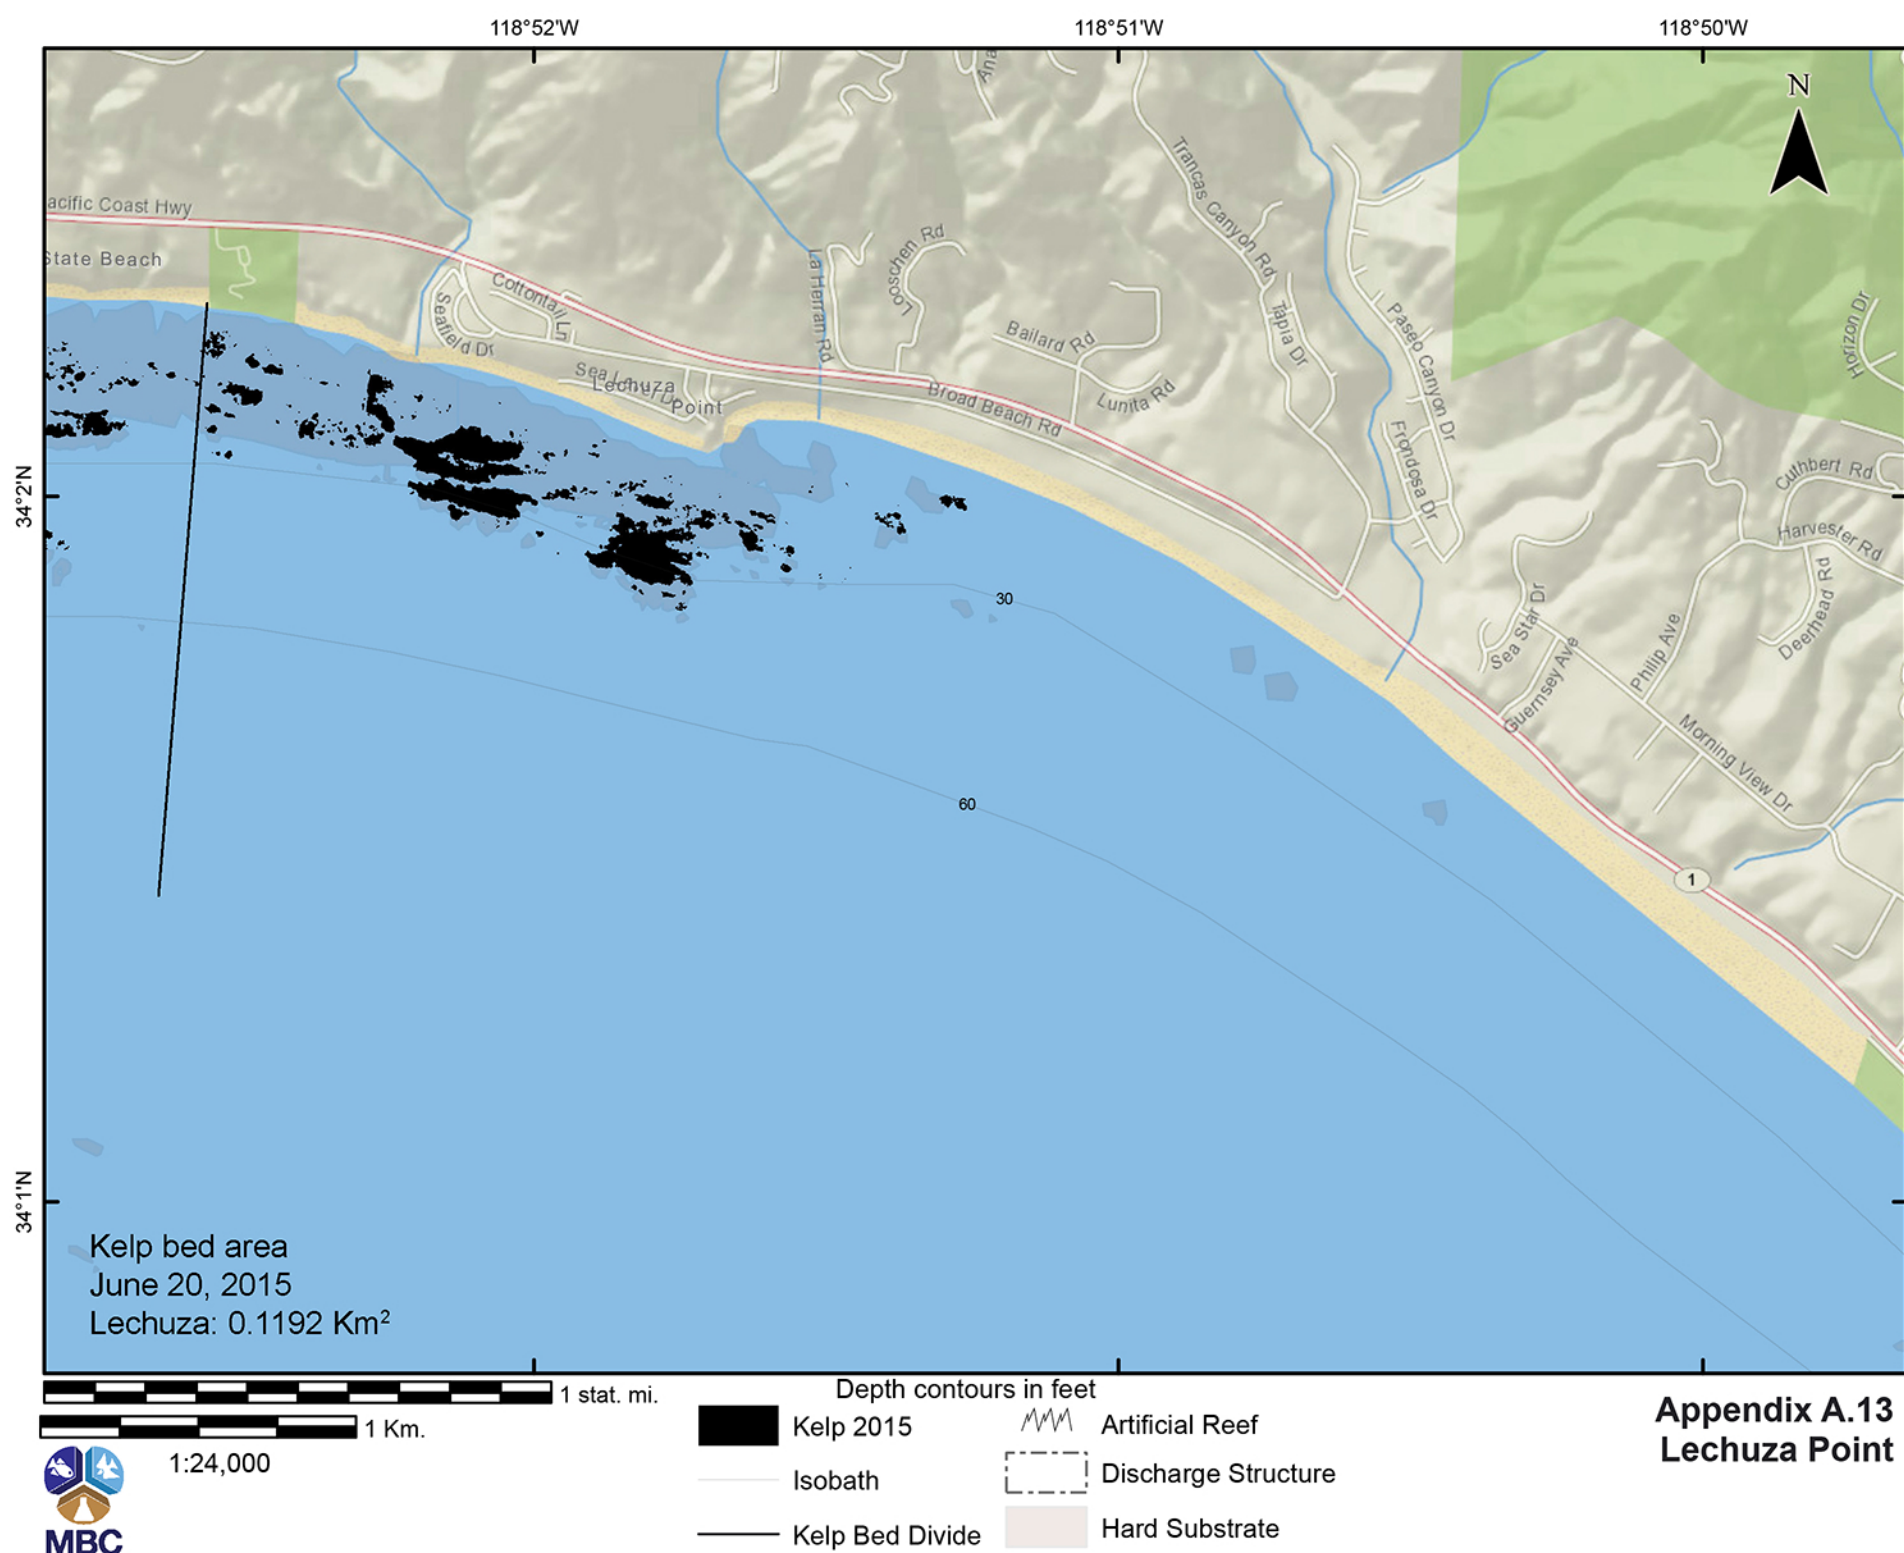 118°52'W 118°51'W 118°50'W
N
Ana
acific Coast Hwy
State Beach
Trancas Canyon Rd
Looschen Rd
La Herran Rd
Cottontail Ln
Seafield Dr
Bailard Rd
Tapia Dr
Paseo Canyon Dr
Horizon Dr
Lechuza
Point
Lunita Rd
Broad Beach Rd
Frondosa Dr
Cuthbert Rd
Harvester Rd
34°2'N
30
Sea Star Dr
Guernsey Ave
Philip Ave
Deerhead Rd
Morning View Dr
60
1
34°1'N
Kelp bed area
June 20, 2015
Lechuza: 0.1192 Km²
1 stat. mi.
1 Km.
1:24,000
MBC
Depth contours in feet
Kelp 2015
Isobath
Kelp Bed Divide
Artificial Reef
Discharge Structure
Hard Substrate
Appendix A.13
Lechuza Point